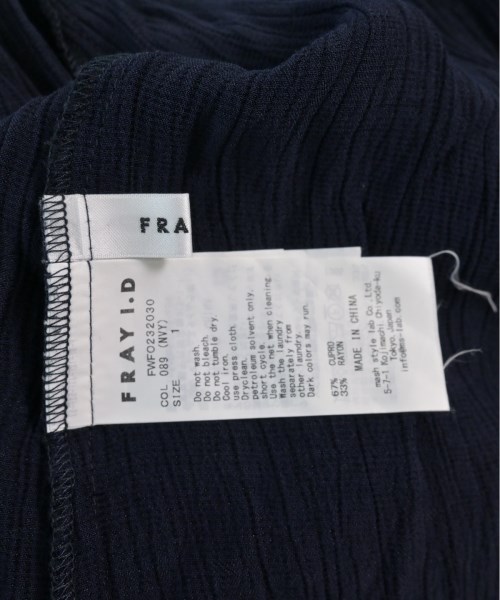 FRA
FRAY I.D
FWFO232030
COL 089 (NVY)
SIZE 1
Do not wash.
Do not bleach.
Do not tumble dry.
Cool iron.
use press cloth.
Dryclean.
petroleum solvent only.
short cycle.
Use the net when cleaning
Wash the laundry
separately from
other laundry.
Dark colors may run.
67% CUPRO
33% RAYON
MADE IN CHINA
mash style lab Co.,Ltd.
5-7-1 Kojimachi Chiyoda-ku
Tokyo Japan
info@ms-lab.com